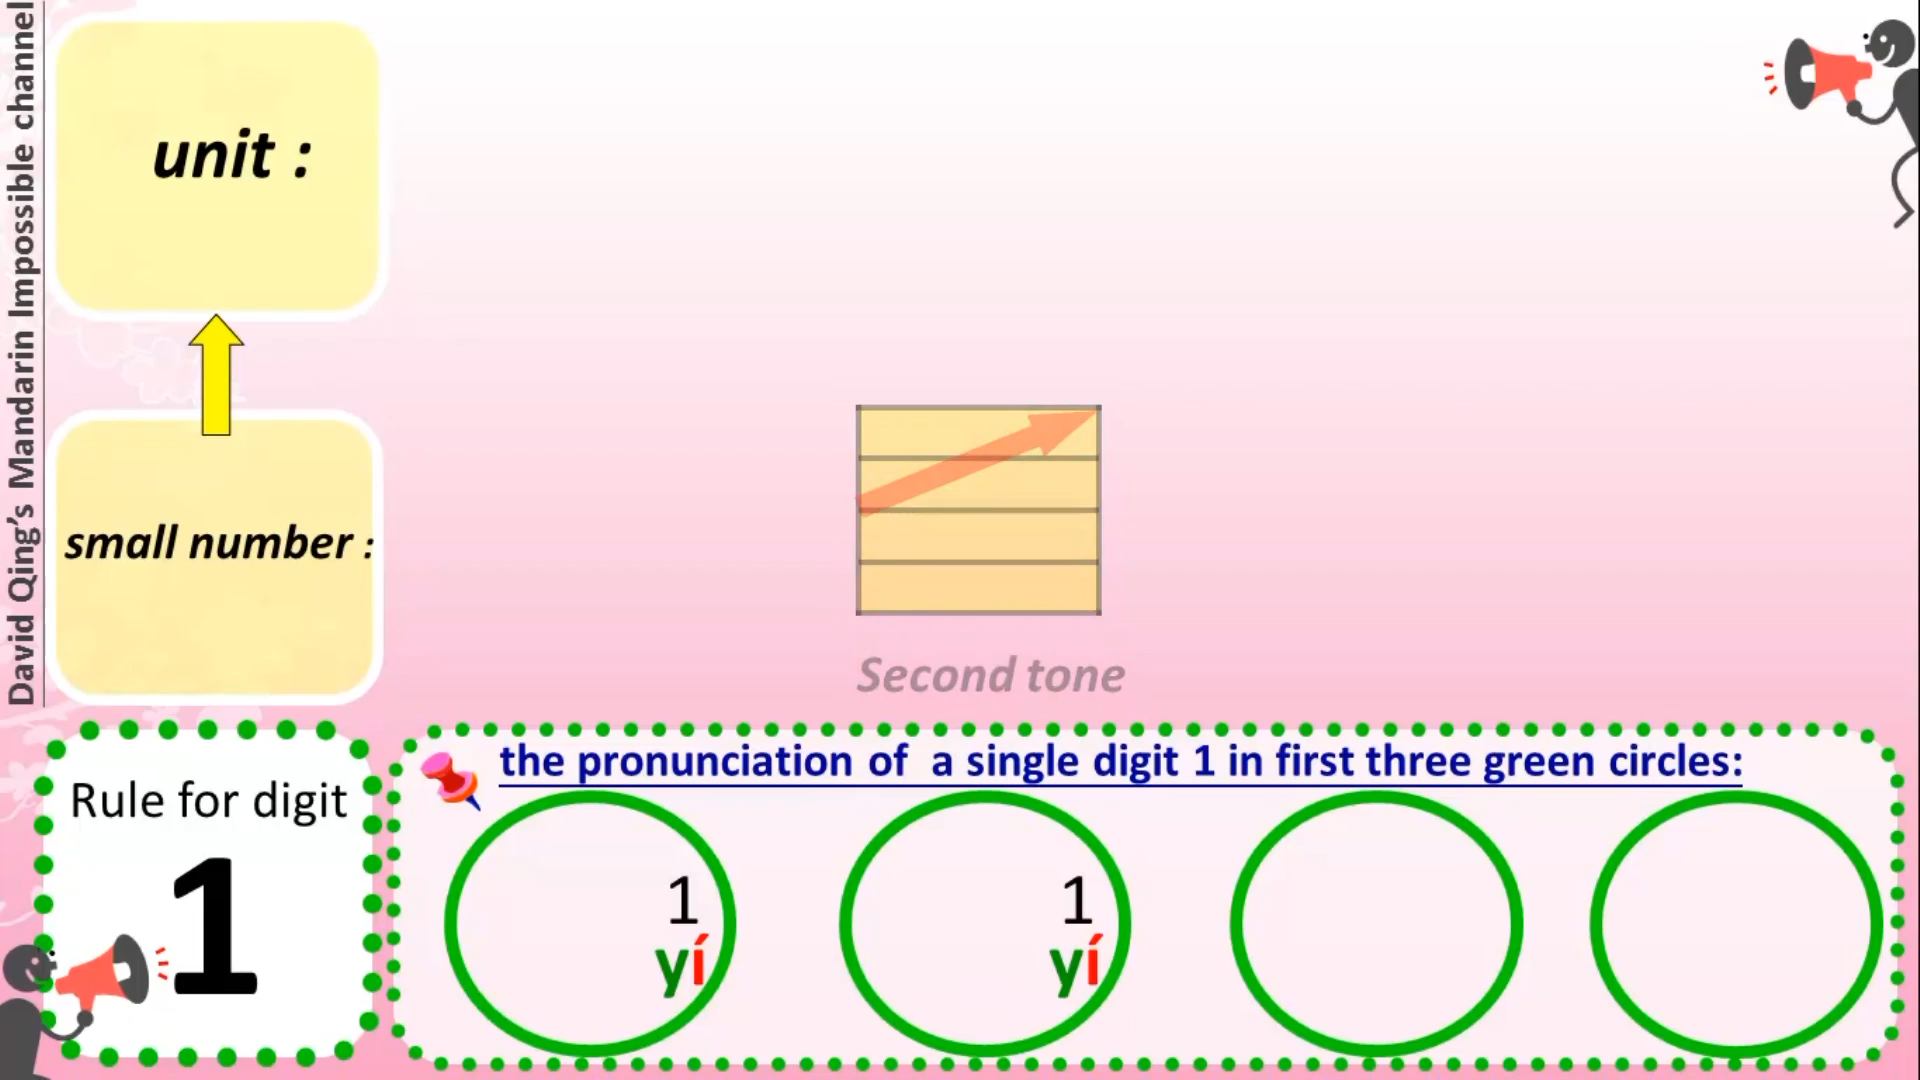 David Qing's Mandarin Impossible channel
unit :
small number :
Second tone
Rule for digit
1
the pronunciation of a single digit 1 in first three green circles:
1
yí
1
yí